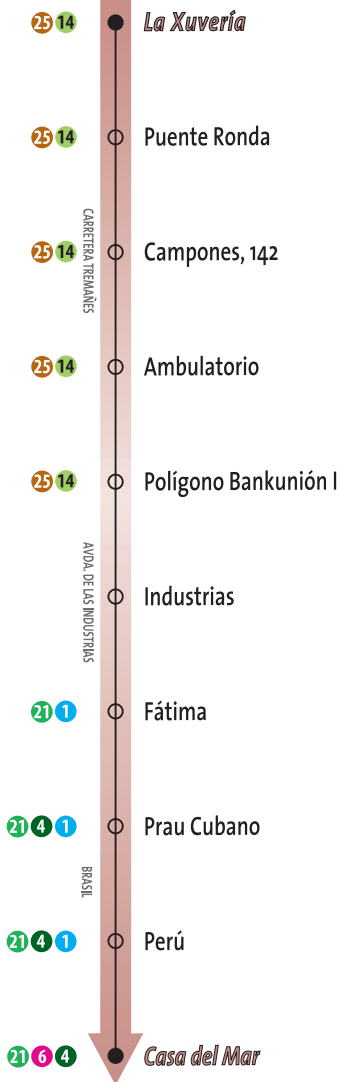 25 14 La Xuvería
25 14 Puente Ronda
CARRETERA TREMAÑES
25 14 Campones, 142
25 14 Ambulatorio
25 14 Polígono Bankunión I
AVDA. DE LAS INDUSTRIAS
Industrias
21 1 Fátima
21 4 1 Prau Cubano
BRASIL
21 4 1 Perú
21 6 4 Casa del Mar